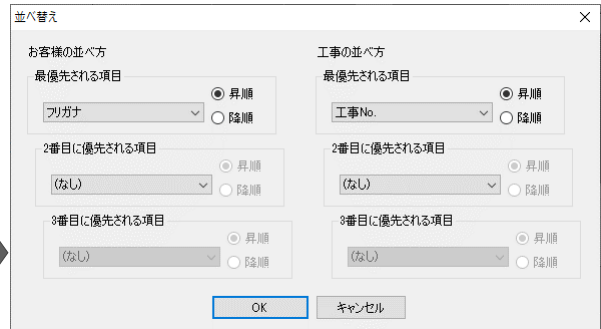 並べ替え
お客様の並べ方
最優先される項目
フリガナ
昇順
降順
2番目に優先される項目
(なし)
昇順
降順
3番目に優先される項目
(なし)
昇順
降順
工事の並べ方
最優先される項目
工事No.
昇順
降順
2番目に優先される項目
(なし)
昇順
降順
3番目に優先される項目
(なし)
昇順
降順
OK
キャンセル